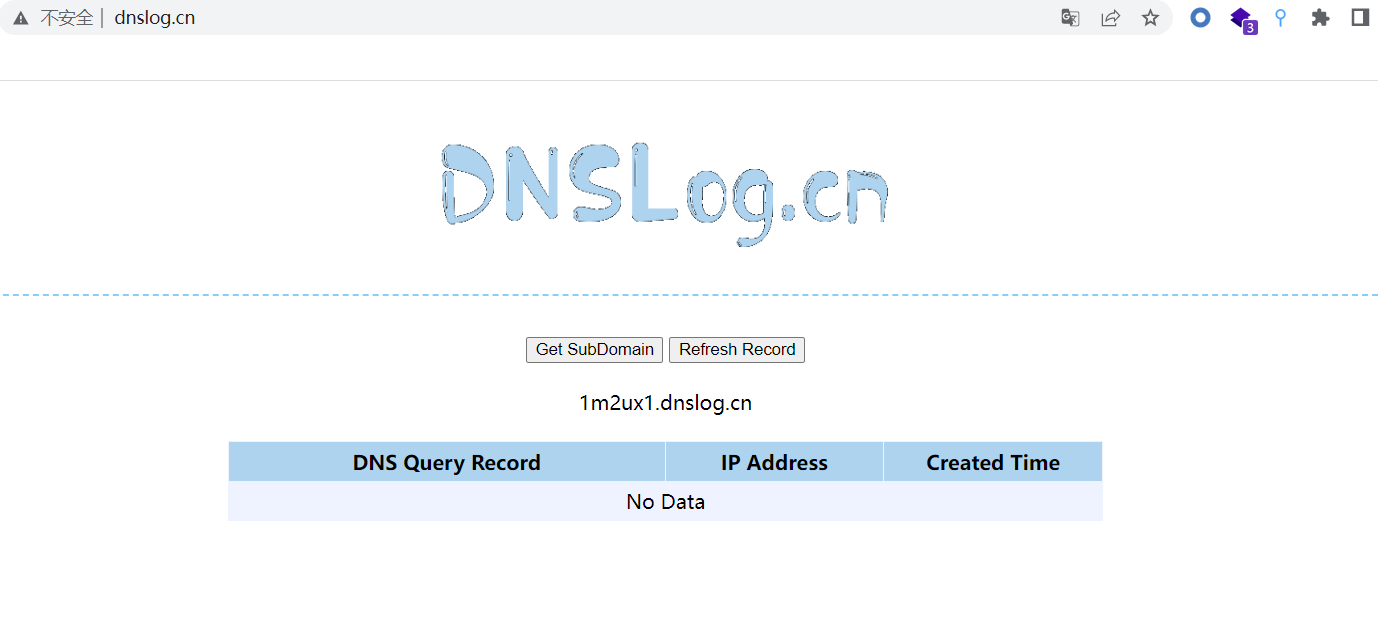 不安全 | dnslog.cn
3
DNSLog.cn
Get SubDomain Refresh Record
1m2ux1.dnslog.cn
DNS Query Record IP Address Created Time
No Data